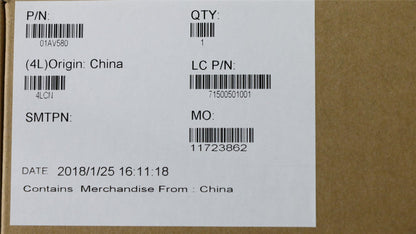 P/N:
QTY:
01AV580
1
(4L)Origin: China
LC P/N:
4LCN
71500501001
SMTPN:
MO:
11723862
DATE: 2018/1/25 16:11:18
Contains Merchandise From : China